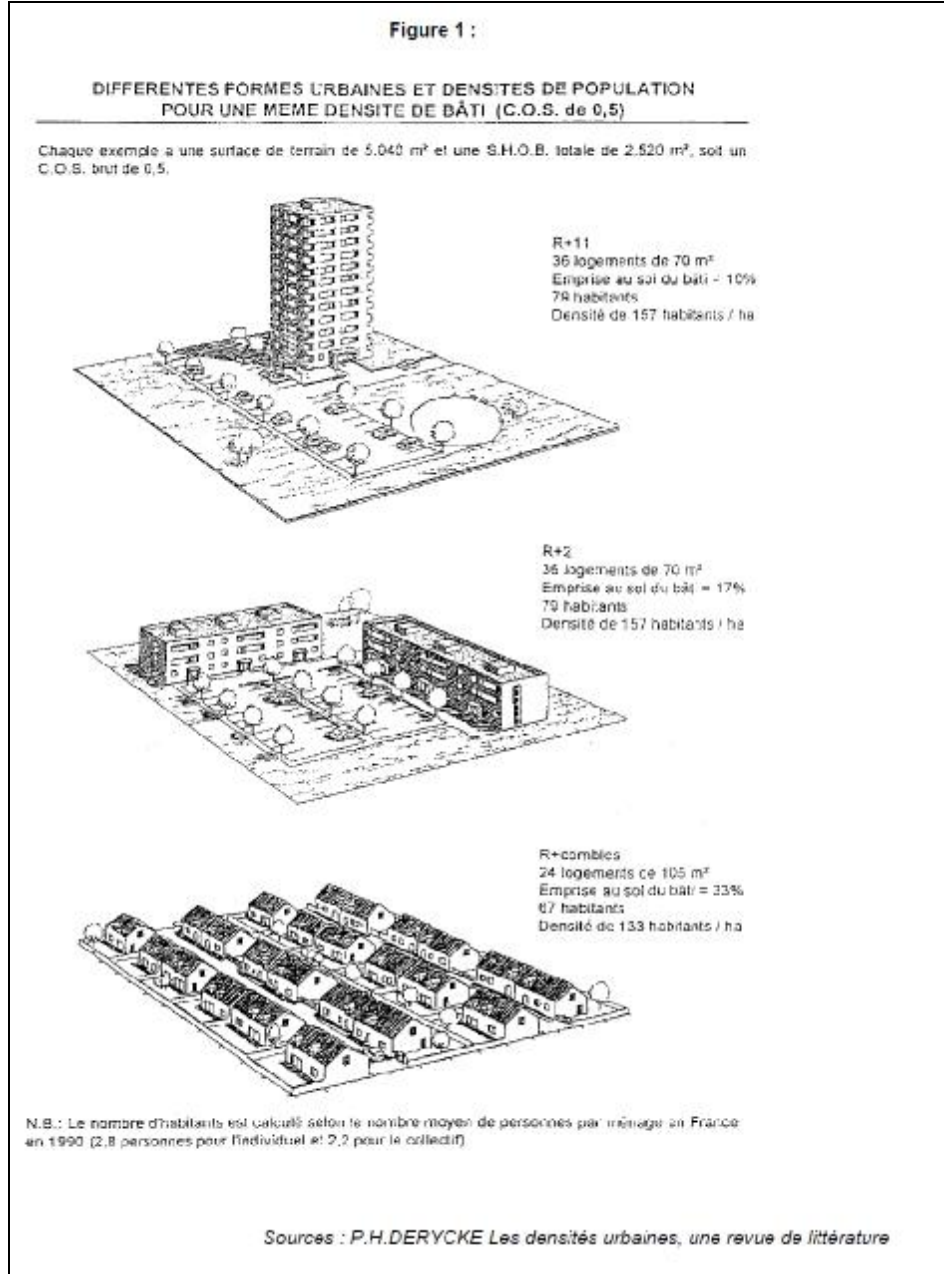 Figure 1 :
DIFFERENTES FORMES URBAINES ET DENSITES DE POPULATION
POUR UNE MEME DENSITE DE BÂTI (C.O.S. de 0,5)
Chaque exemple a une surface de terrain de 5.040 m² et une S.H.O.B. totale de 2.520 m², soit un
C.O.S. brut de 0,5.
R+11
36 logements de 70 m²
Emprise au sol du bâti = 10%
79 habitants
Densité de 157 habitants / ha
R+2
36 logements de 70 m²
Emprise au sol du bâti = 17%
79 habitants
Densité de 157 habitants / ha
R+combles
24 logements de 105 m²
Emprise au sol du bâti = 33%
67 habitants
Densité de 133 habitants / ha
N.B.: Le nombre d'habitants est calculé selon le nombre moyen de personnes par ménage en France
en 1990 (2,8 personnes pour l'individuel et 2,2 pour le collectif)
Sources : P.H.DERYCKE Les densités urbaines, une revue de littérature